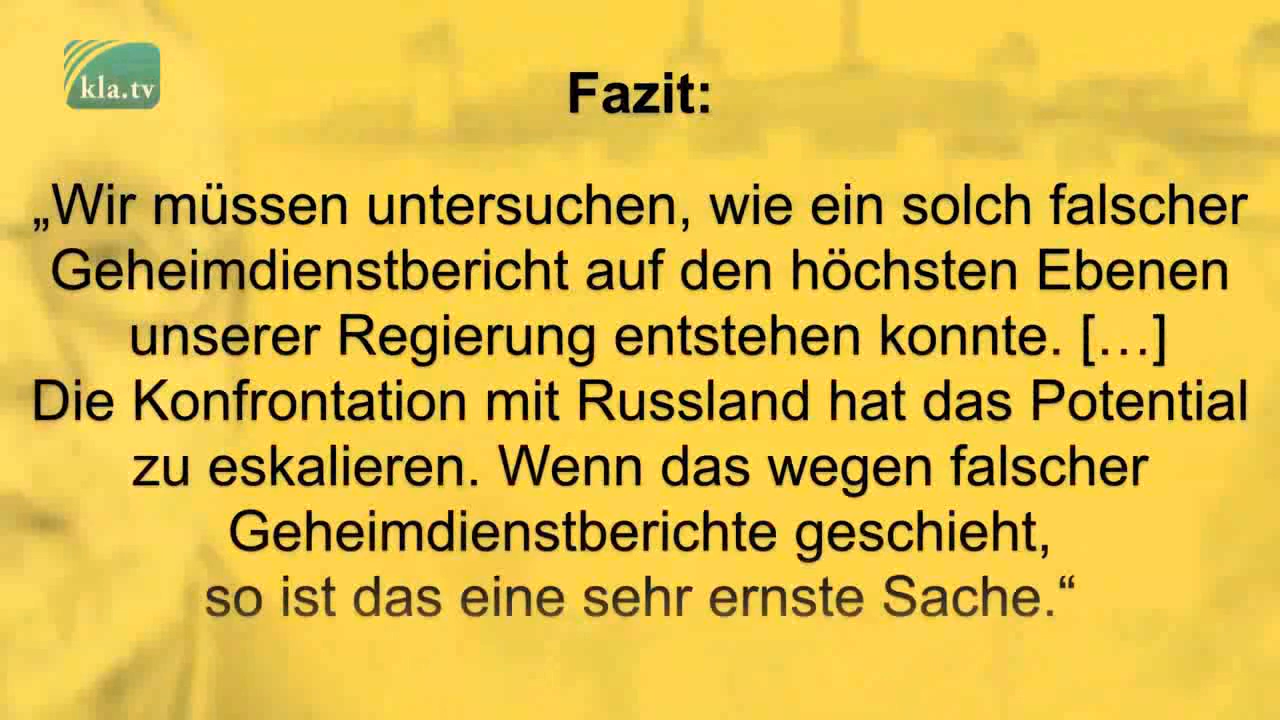 kla.tv
Fazit:
„Wir müssen untersuchen, wie ein solch falscher
Geheimdienstbericht auf den höchsten Ebenen
unserer Regierung entstehen konnte. […]
Die Konfrontation mit Russland hat das Potential
zu eskalieren. Wenn das wegen falscher
Geheimdienstberichte geschieht,
so ist das eine sehr ernste Sache.“